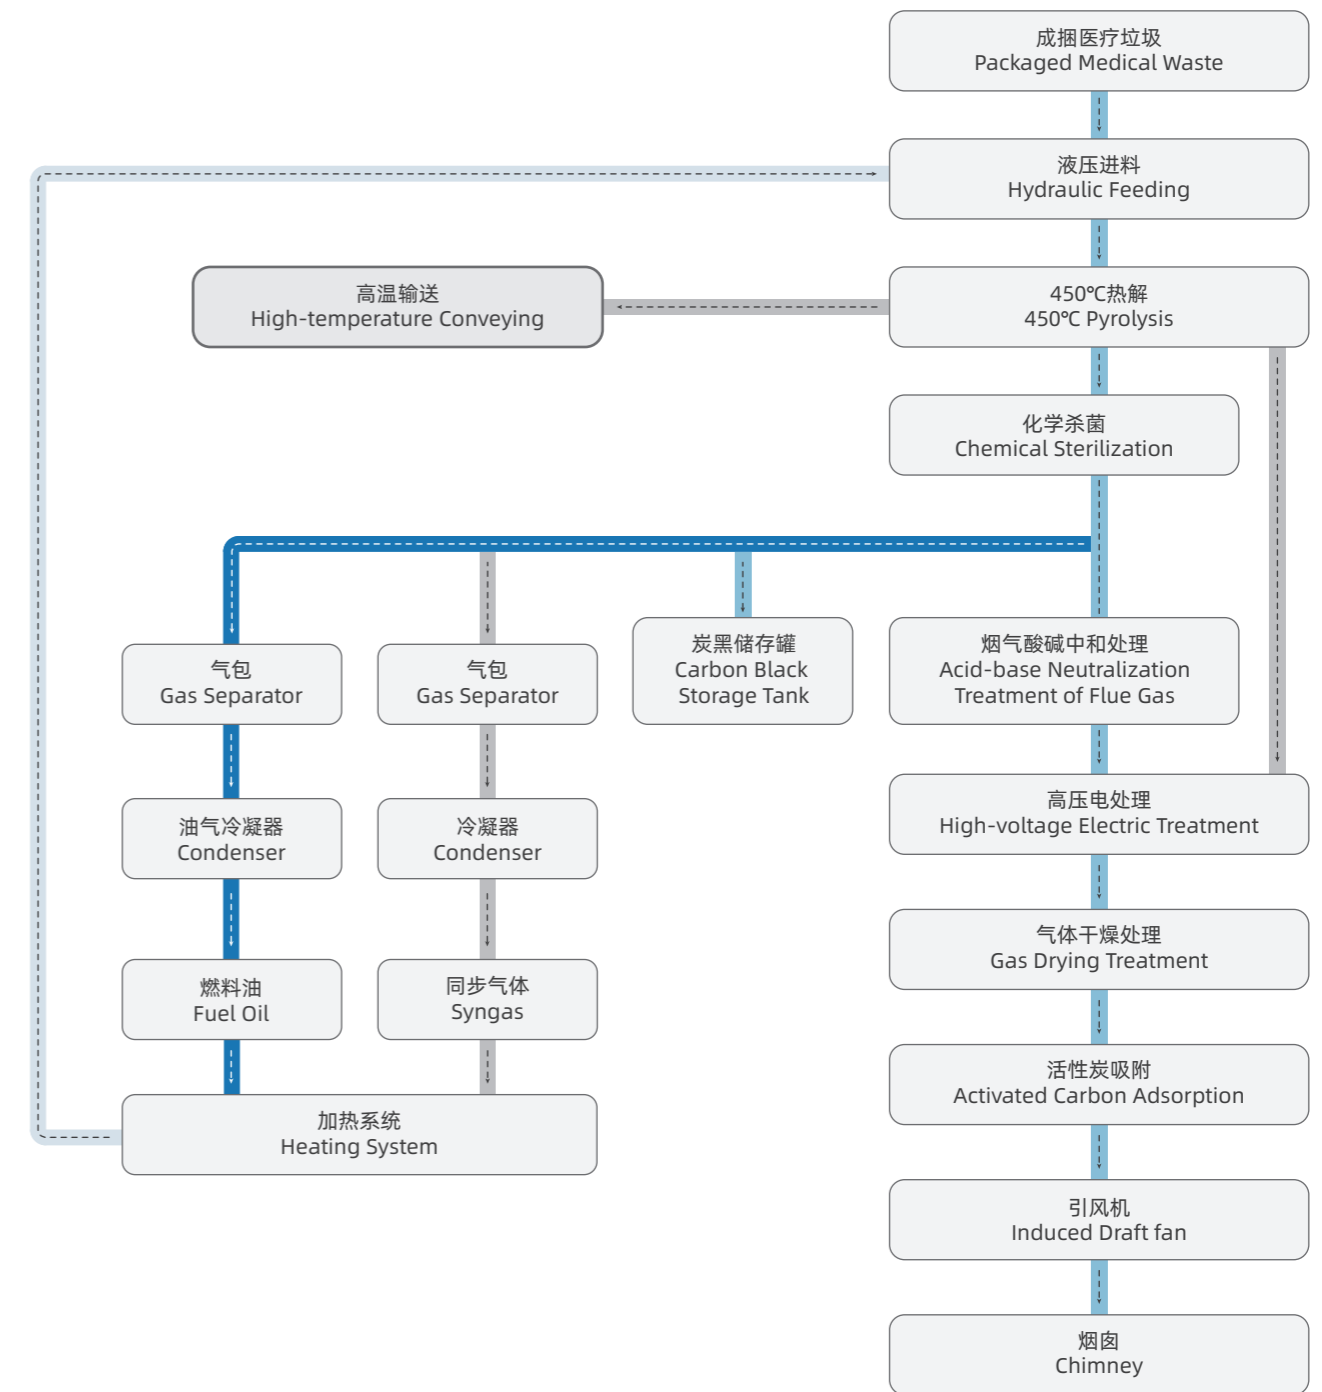 成捆医疗垃圾
Packaged Medical Waste
液压进料
Hydraulic Feeding
高温输送
High-temperature Conveying
450℃热解
450℃ Pyrolysis
化学杀菌
Chemical Sterilization
气包
Gas Separator
气包
Gas Separator
炭黑储存罐
Carbon Black
Storage Tank
烟气酸碱中和处理
Acid-base Neutralization
Treatment of Flue Gas
油气冷凝器
Condenser
冷凝器
Condenser
高压电处理
High-voltage Electric Treatment
燃料油
Fuel Oil
同步气体
Syngas
气体干燥处理
Gas Drying Treatment
加热系统
Heating System
活性炭吸附
Activated Carbon Adsorption
引风机
Induced Draft fan
烟囱
Chimney